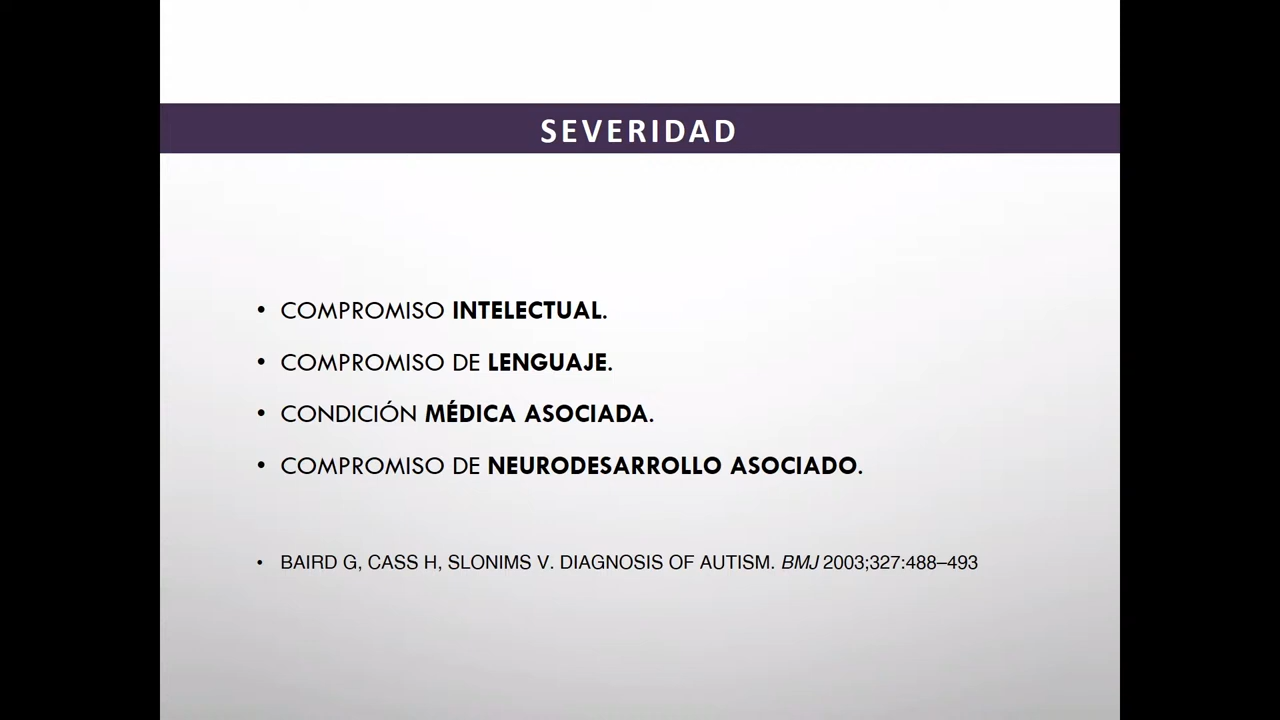 SEVERIDAD
• COMPROMISO INTELECTUAL.
• COMPROMISO DE LENGUAJE.
• CONDICIÓN MÉDICA ASOCIADA.
• COMPROMISO DE NEURODESARROLLO ASOCIADO.
• BAIRD G, CASS H, SLONIMS V. DIAGNOSIS OF AUTISM. BMJ 2003;327:488–493